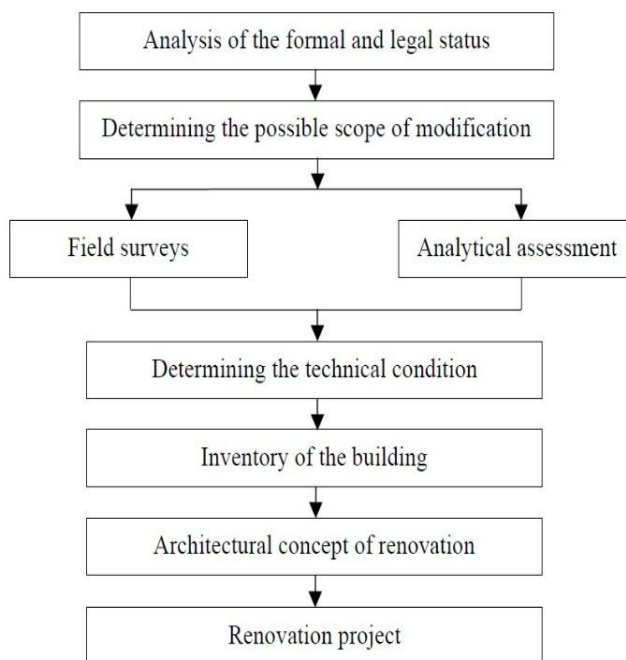 Analysis of the formal and legal status
Determining the possible scope of modification
Field surveys
Analytical assessment
Determining the technical condition
Inventory of the building
Architectural concept of renovation
Renovation project